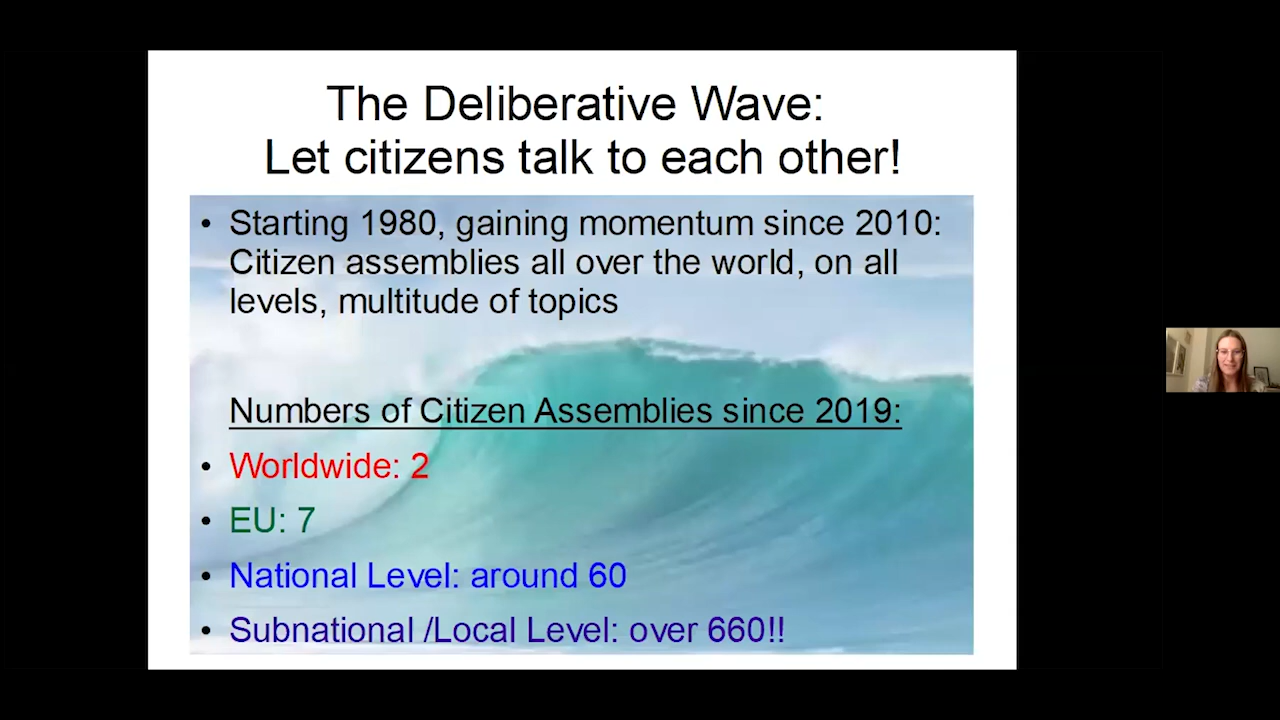 The Deliberative Wave:
Let citizens talk to each other!
• Starting 1980, gaining momentum since 2010:
Citizen assemblies all over the world, on all
levels, multitude of topics
Numbers of Citizen Assemblies since 2019:
• Worldwide: 2
• EU: 7
• National Level: around 60
• Subnational /Local Level: over 660!!